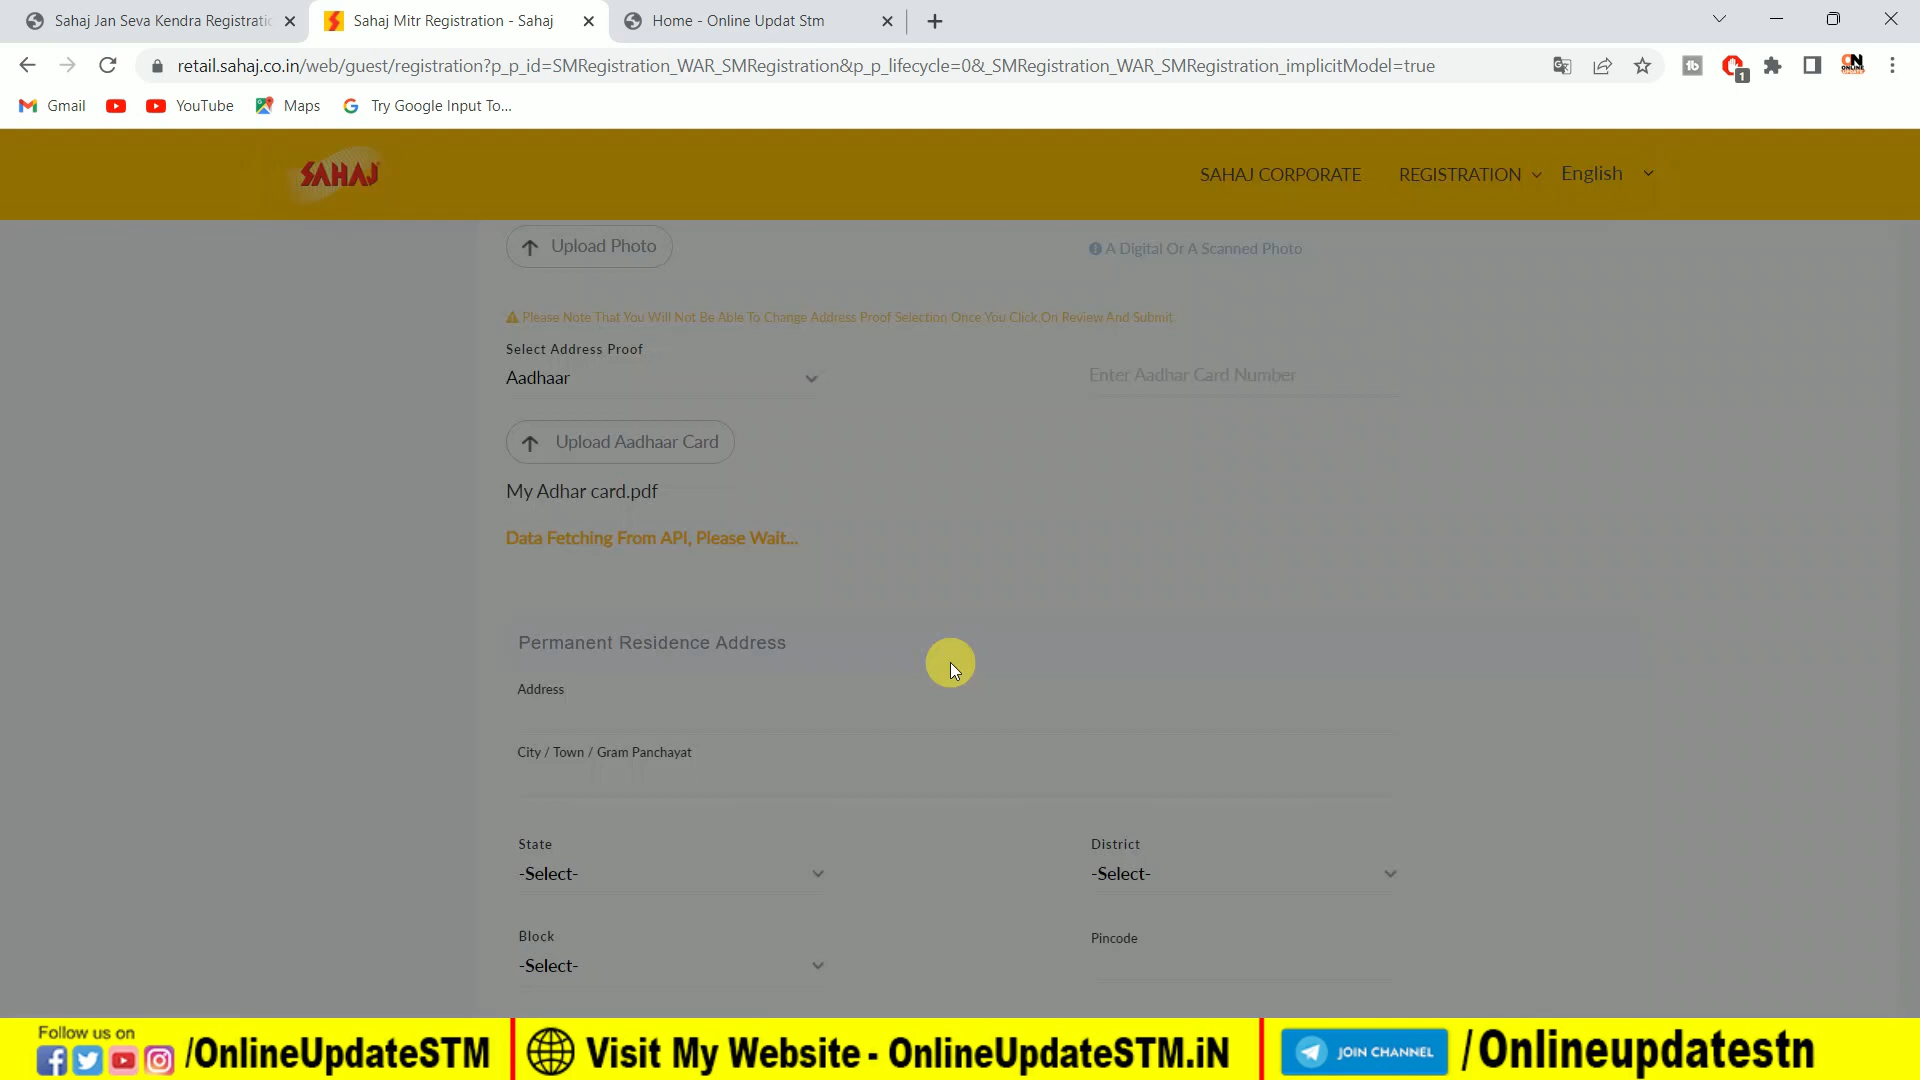 Sahaj Jan Seva Kendra Registratio
Sahaj Mitr Registration - Sahaj
Home - Online Updat Stm
retail.sahaj.co.in/web/guest/registration?p_p_id=SMRegistration_WAR_SMRegistration&p_p_lifecycle=0&_SMRegistration_WAR_SMRegistration_implicitModel=true
1
Gmail
YouTube
Maps
Try Google Input To...
SAHAJ
SAHAJ CORPORATE
REGISTRATION
English
Upload Photo
A Digital Or A Scanned Photo
Please Note That You Will Not Be Able To Change Address Proof Selection Once You Click On Review And Submit.
Select Address Proof
Aadhaar
Enter Aadhar Card Number
Upload Aadhaar Card
My Adhar card.pdf
Data Fetching From API, Please Wait...
Permanent Residence Address
Address
City / Town / Gram Panchayat
State
District
-Select-
-Select-
Block
Pincode
-Select-
Follow us on
/OnlineUpdateSTM
Visit My Website - OnlineUpdateSTM.iN
JOIN CHANNEL
/Onlineupdatestn